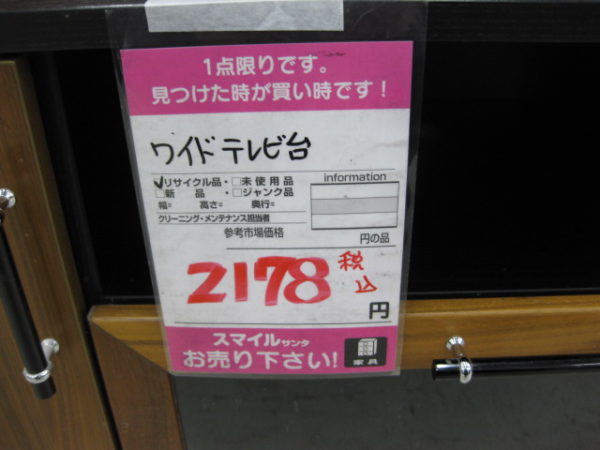 1点限りです。
見つけた時が買い時です！
ワイドテレビ台
✓リサイクル品・□未使用品
□新品・□ジャンク品
幅= 高さ= 奥行=
クリーニング・メンテナンス担当者
information
参考市場価格 円の品
2178 税込 円
スマイルサンタ
お売り下さい!
家具